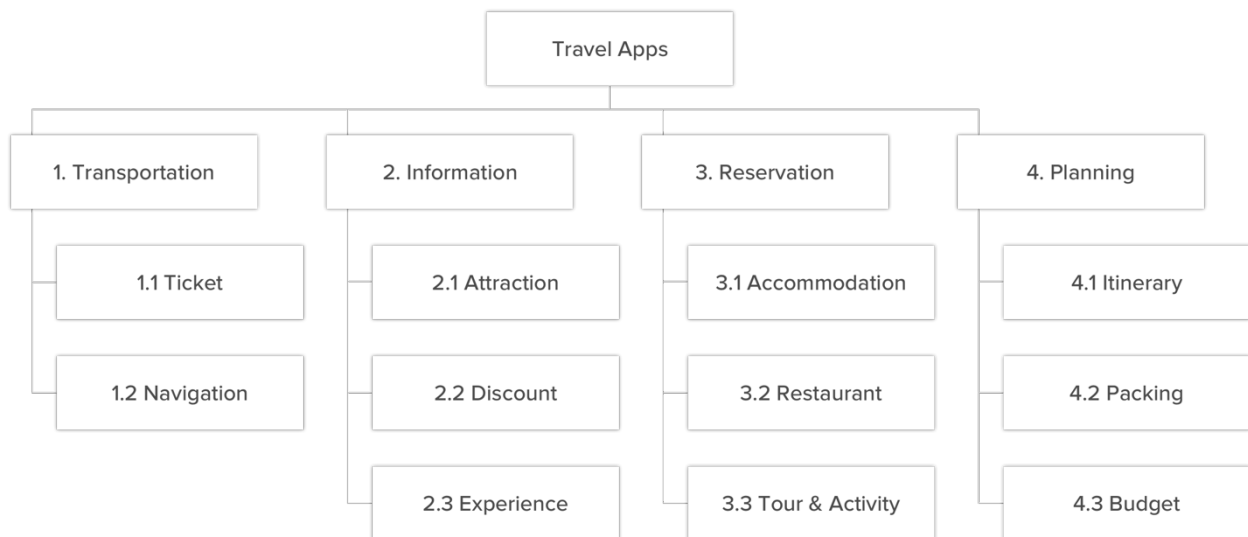 Travel Apps
1. Transportation
2. Information
3. Reservation
4. Planning
1.1 Ticket
2.1 Attraction
3.1 Accommodation
4.1 Itinerary
1.2 Navigation
2.2 Discount
3.2 Restaurant
4.2 Packing
2.3 Experience
3.3 Tour & Activity
4.3 Budget